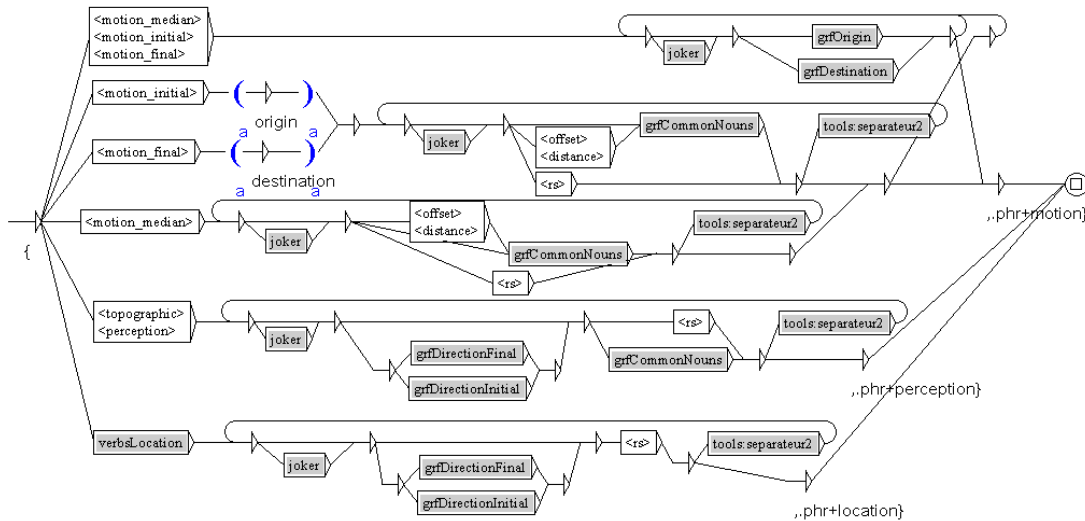 <motion_median>
<motion_initial>
<motion_final>
joker
grfOrigin
grfDestination
<motion_initial>
( )
a a
origin
<motion_final>
( )
a a
destination
joker
<offset>
<distance>
grfCommonNouns
<rs>
tools:separateur2
{
<motion_median>
joker
<offset>
<distance>
grfCommonNouns
<rs>
tools:separateur2
,.phr+motion}
<topographic>
<perception>
joker
grfDirectionFinal
grfDirectionInitial
<rs>
grfCommonNouns
tools:separateur2
,.phr+perception}
verbsLocation
joker
grfDirectionFinal
grfDirectionInitial
<rs>
tools:separateur2
,.phr+location}